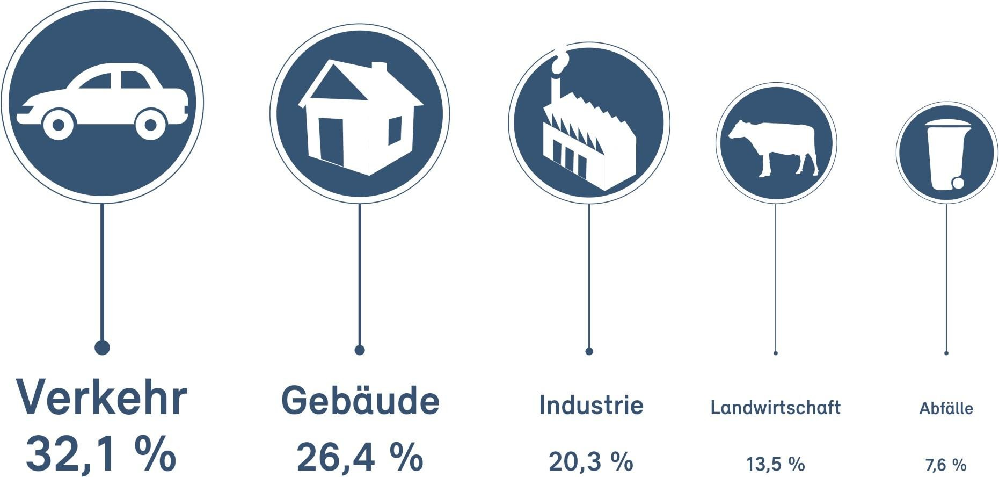 Verkehr
32,1 %
Gebäude
26,4 %
Industrie
20,3 %
Landwirtschaft
13,5 %
Abfälle
7,6 %